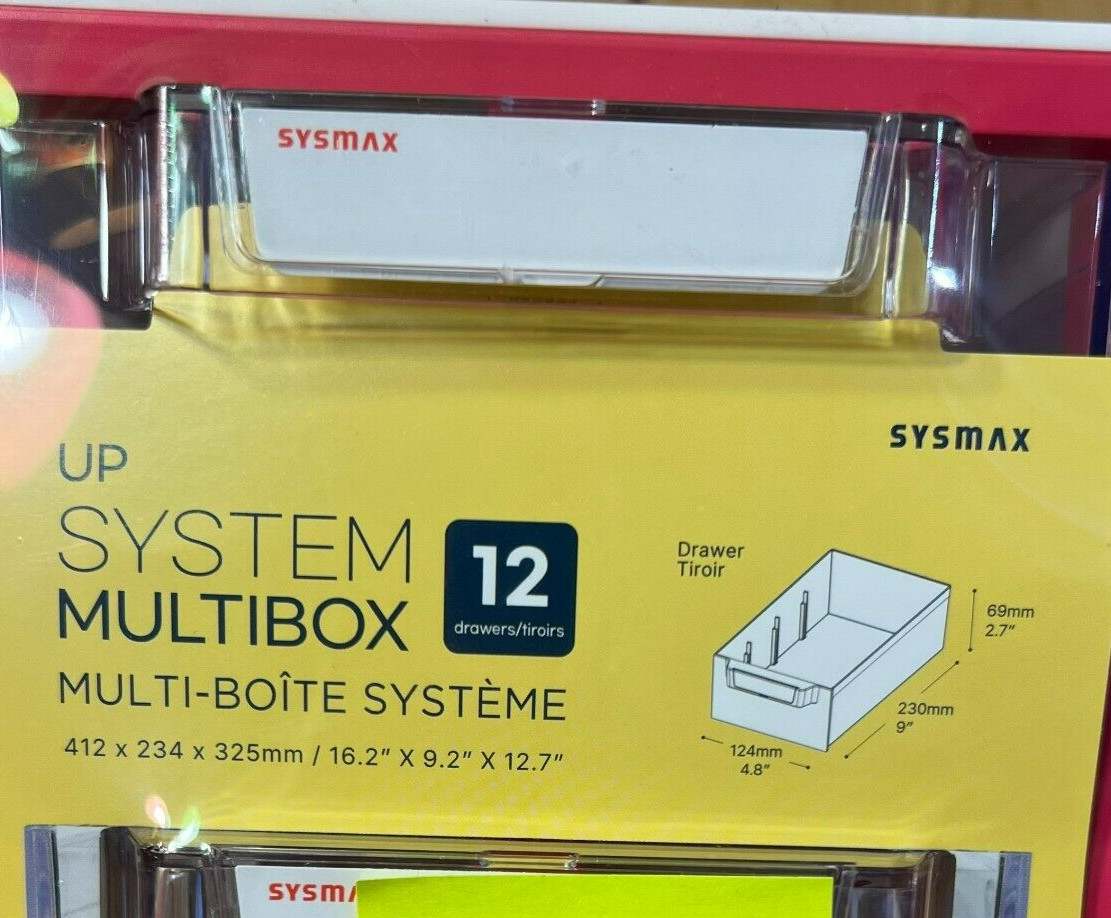 SYSMAX
SYSMAX
UP
SYSTEM
MULTIBOX
12
drawers/tiroirs
MULTI-BOÎTE SYSTÈME
412 x 234 x 325mm / 16.2” X 9.2” X 12.7”
Drawer
Tiroir
69mm
2.7”
230mm
9”
124mm
4.8”
SYSMA